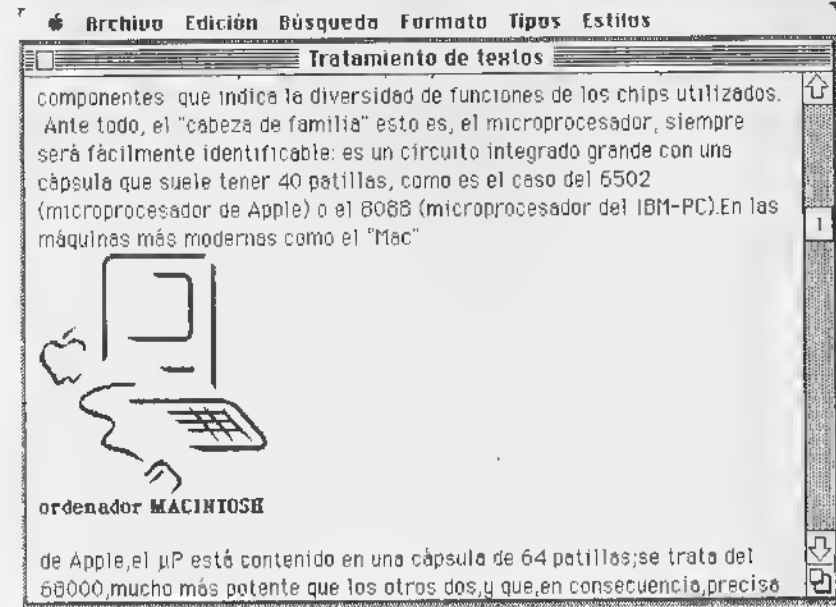 Archivo Edición Búsqueda Formato Tipos Estilos
Tratamiento de textos
componentes que indica la diversidad de funciones de los chips utilizados.
Ante todo, el "cabeza de familia" esto es, el microprocesador, siempre
será fácilmente identificable: es un círcuito integrado grande con una
cápsula que suele tener 40 patillas, como es el caso del 6502
(microprocesador de Apple) o el 8088 (microprocesador del IBM-PC).En las
máquinas más modernas como el "Mac"
1
ordenador MACINTOSH
de Apple,el µP está contenido en una cápsula de 64 patillas;se trata del
68000,mucho más potente que los otros dos,y que,en consecuencia,precisa